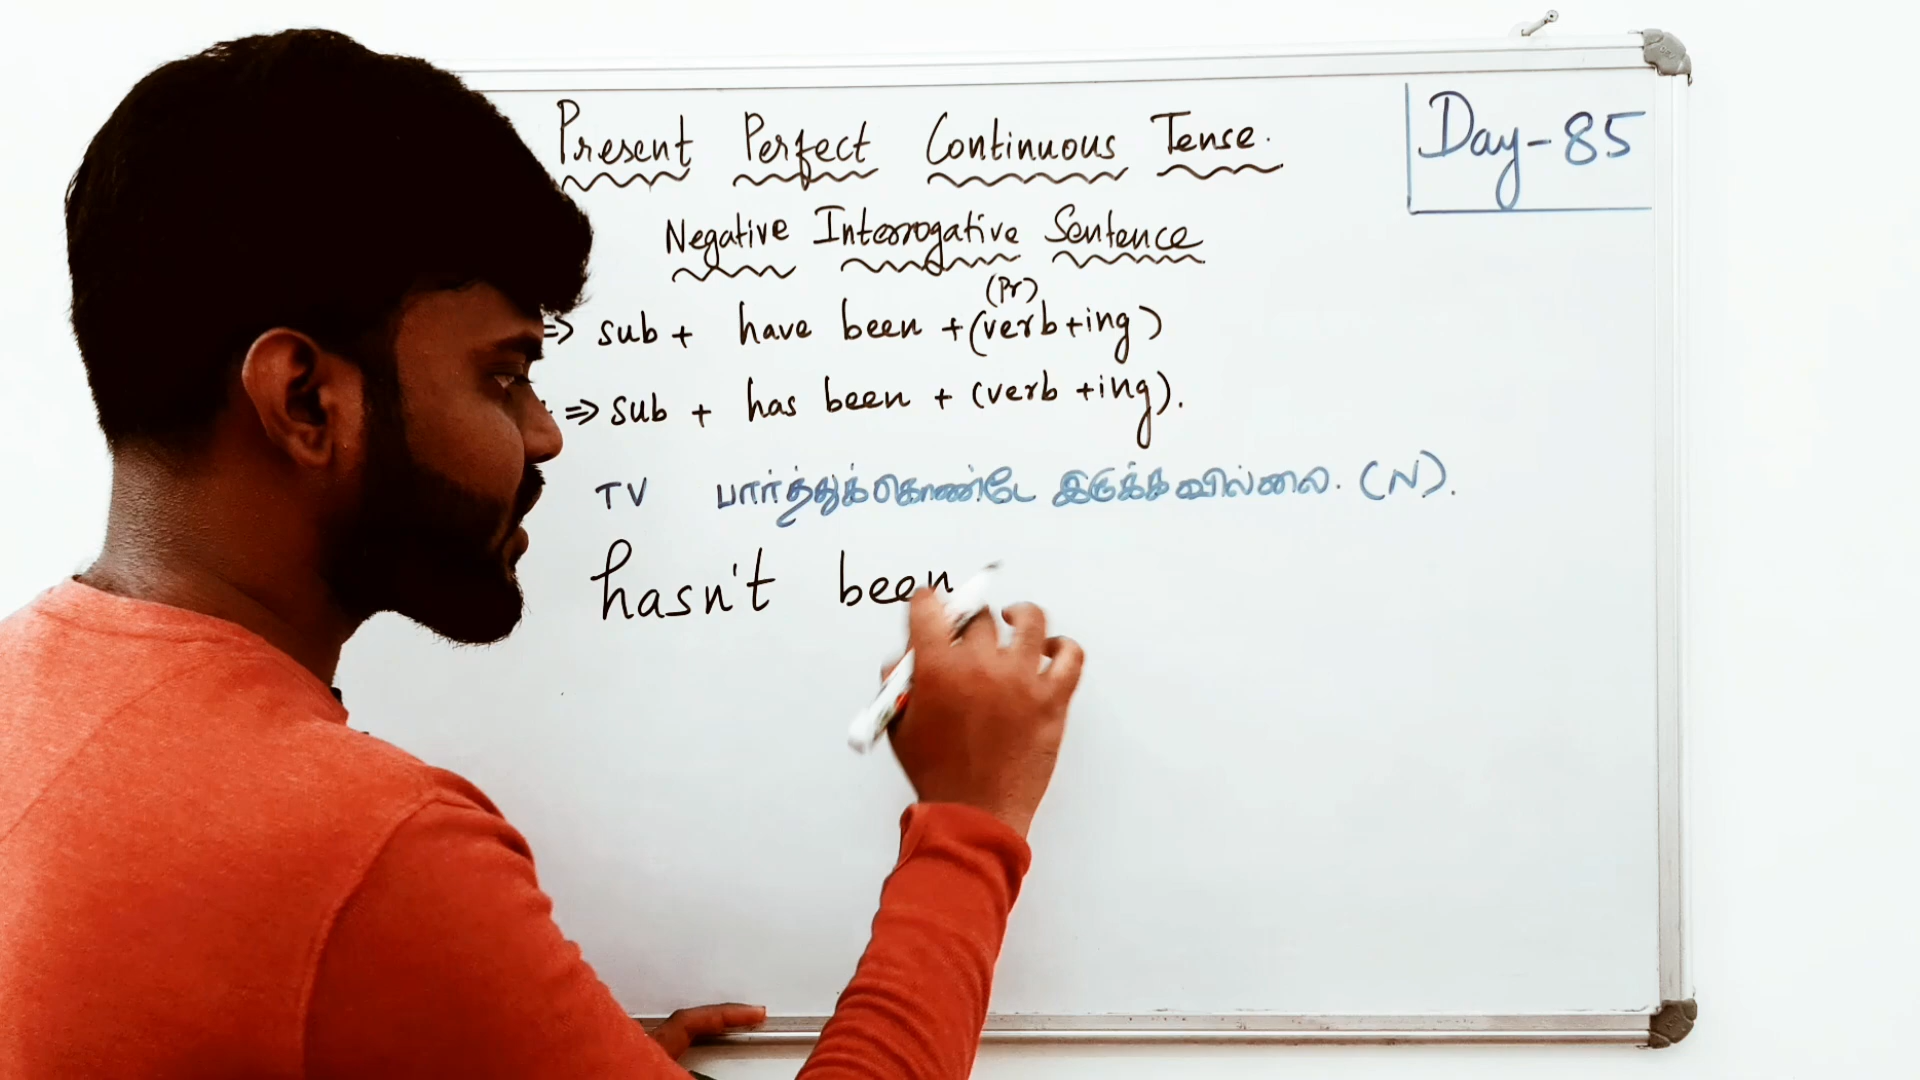 Present Perfect Continuous Tense.
Day-85
Negative Interrogative Sentence
(Pr)
=> sub + have been + (verb+ing)
=> sub + has been + (verb +ing).
TV பார்த்துக்கொண்டே இருக்கவில்லை. (N).
hasn't been